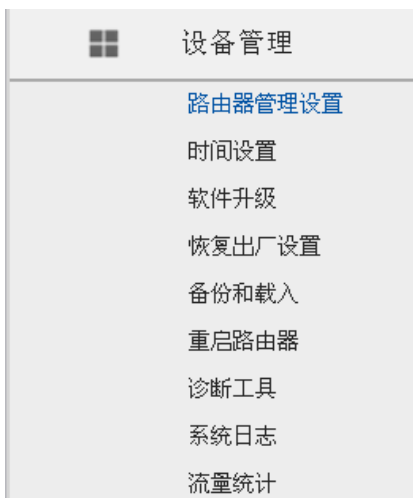 设备管理
路由器管理设置
时间设置
软件升级
恢复出厂设置
备份和载入
重启路由器
诊断工具
系统日志
流量统计